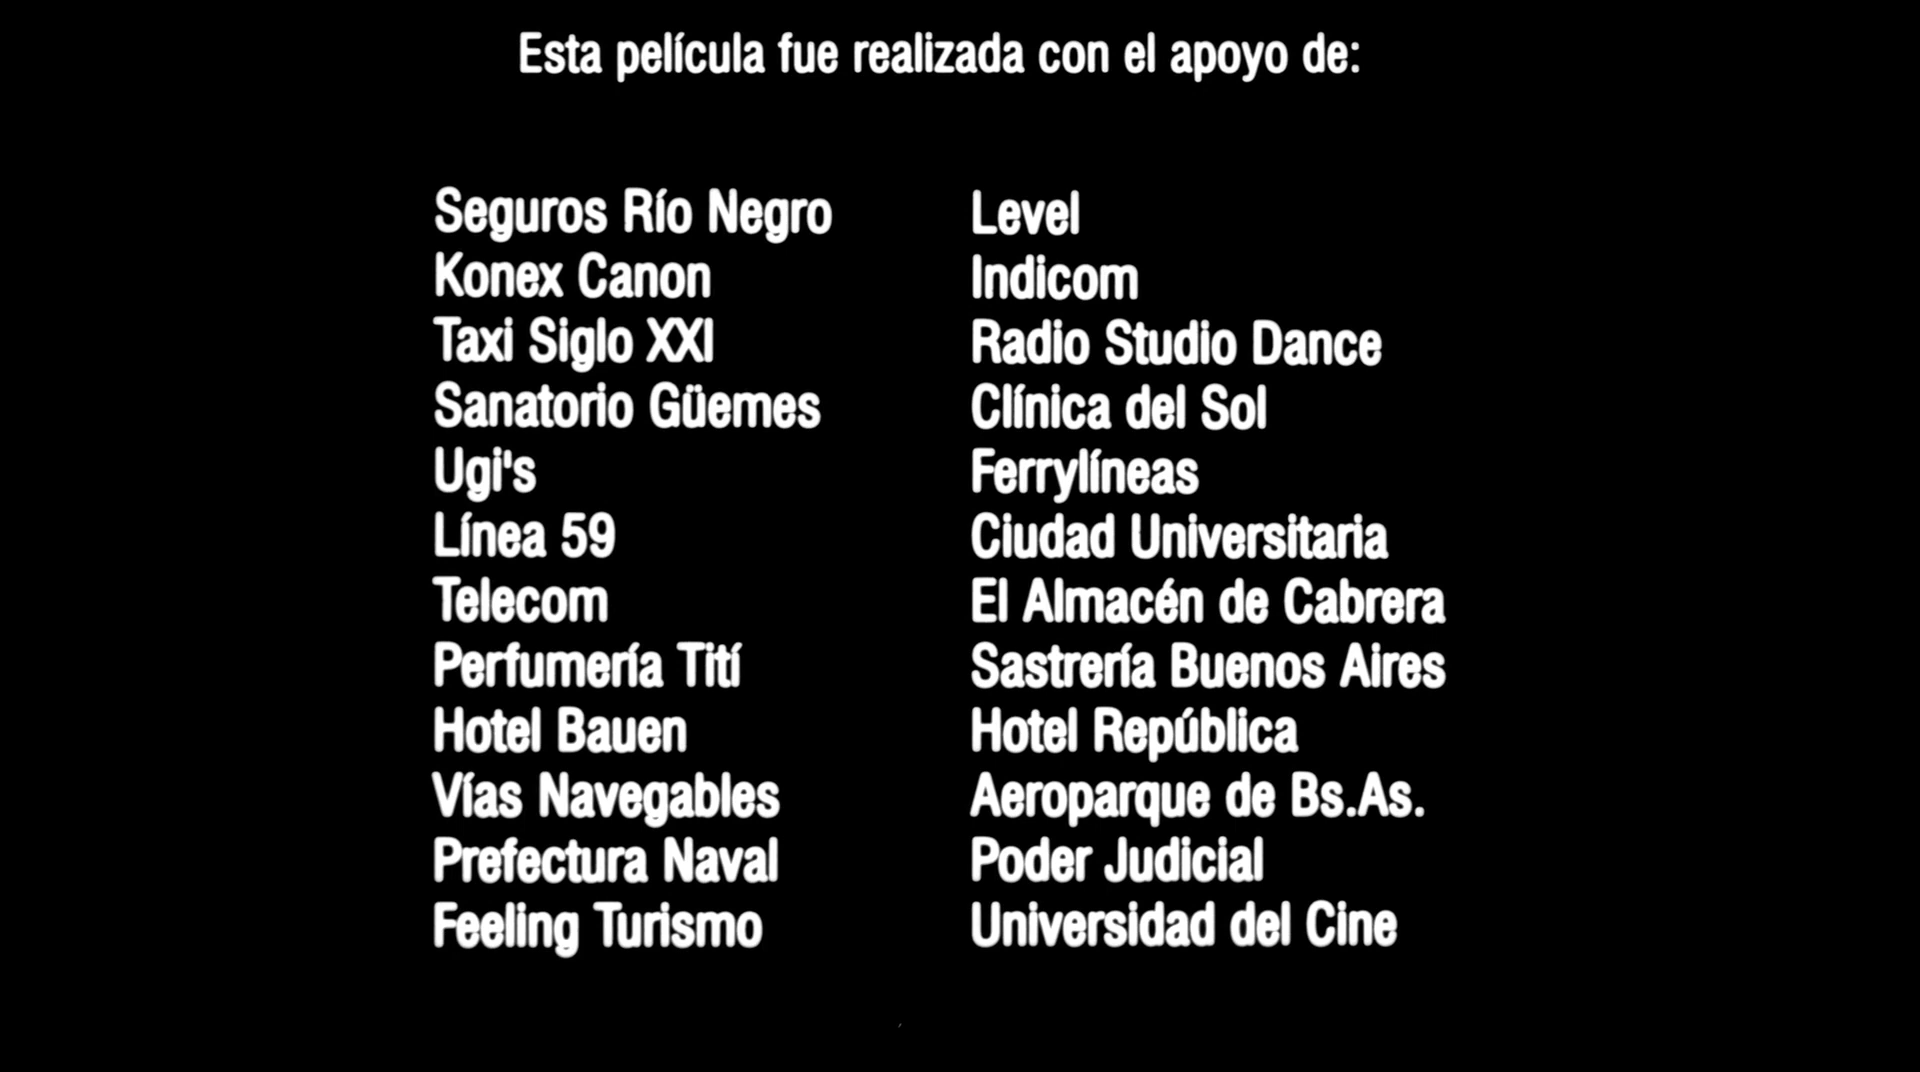 Esta película fue realizada con el apoyo de:
Seguros Río Negro
Konex Canon
Taxi Siglo XXI
Sanatorio Güemes
Ugi's
Línea 59
Telecom
Perfumería Tití
Hotel Bauen
Vías Navegables
Prefectura Naval
Feeling Turismo
Level
Indicom
Radio Studio Dance
Clínica del Sol
Ferrylíneas
Ciudad Universitaria
El Almacén de Cabrera
Sastrería Buenos Aires
Hotel República
Aeroparque de Bs.As.
Poder Judicial
Universidad del Cine